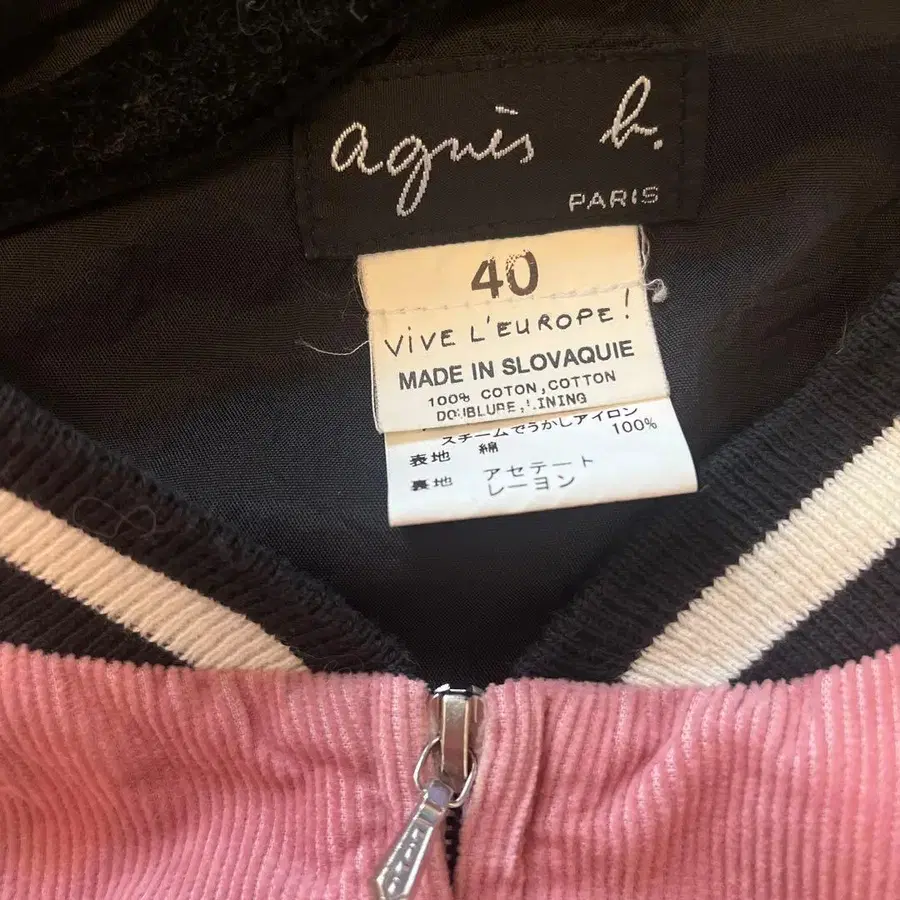 agnès b.
PARIS
40
ViVE L'EUROPE!
MADE IN SLOVAQUIE
100% COTON, COTTON
DOUBLURE, LINING
スチームでうかしアイロン
表地 綿 100%
裏地 アセテート
レーヨン